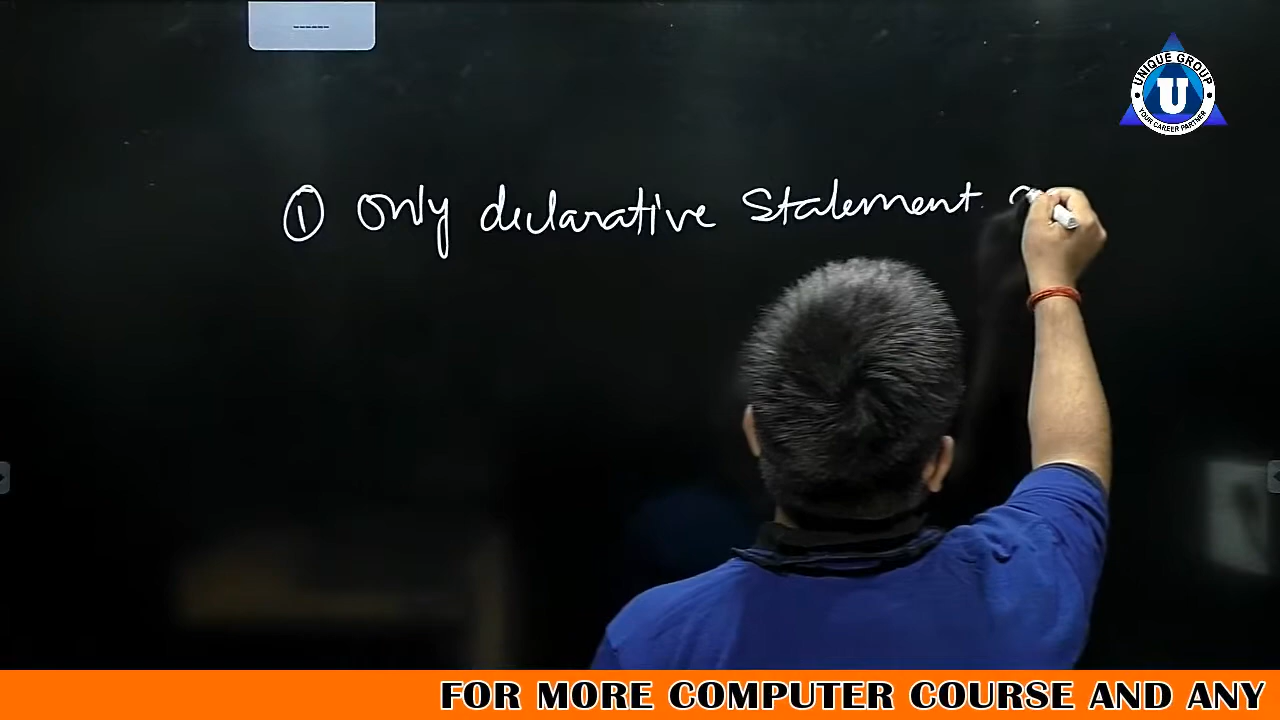 ------
UNIQUE GROUP
U
YOUR CAREER PARTNER
① Only declarative Statement
FOR MORE COMPUTER COURSE AND ANY